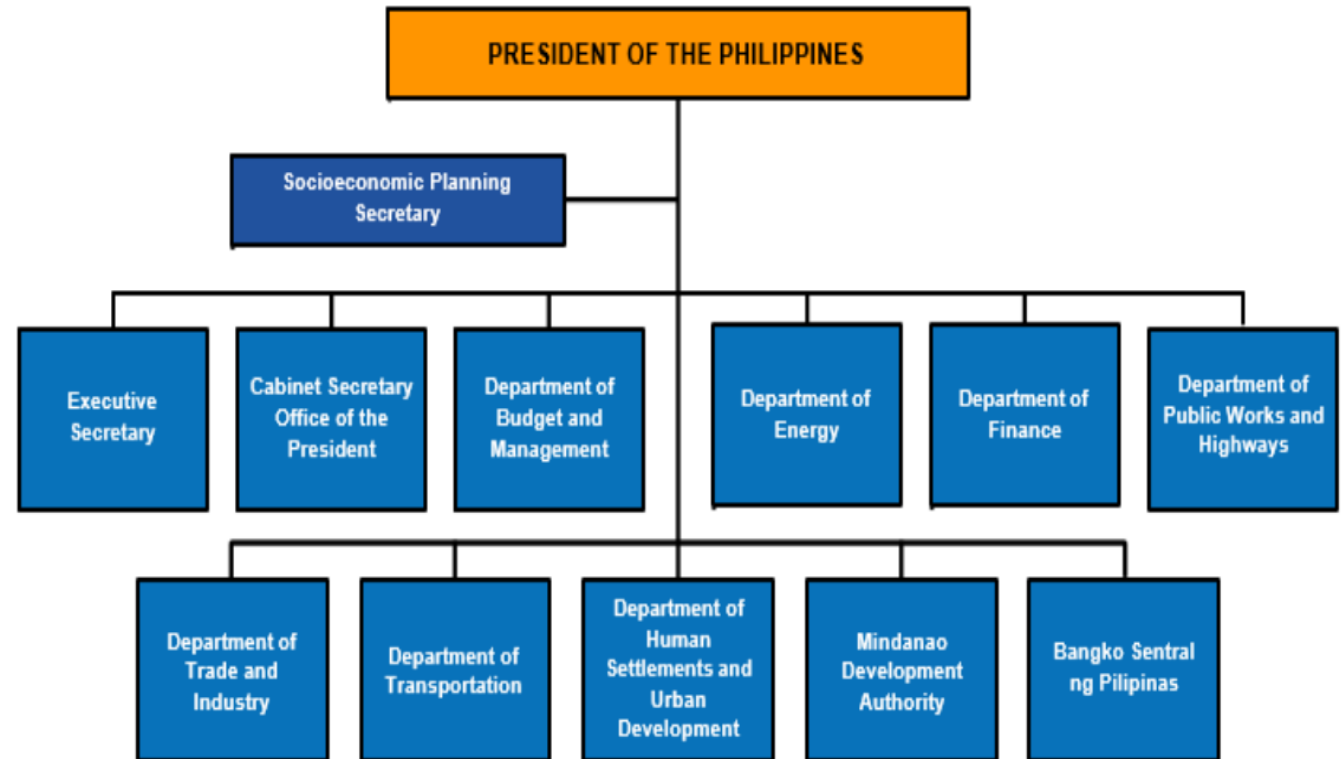 PRESIDENT OF THE PHILIPPINES
Socioeconomic Planning
Secretary
Executive
Secretary
Cabinet Secretary
Office of the
President
Department of
Budget and
Management
Department of
Energy
Department of
Finance
Department of
Public Works and
Highways
Department of
Trade and
Industry
Department of
Transportation
Department of
Human
Settlements and
Urban
Development
Mindanao
Development
Authority
Bangko Sentral
ng Pilipinas